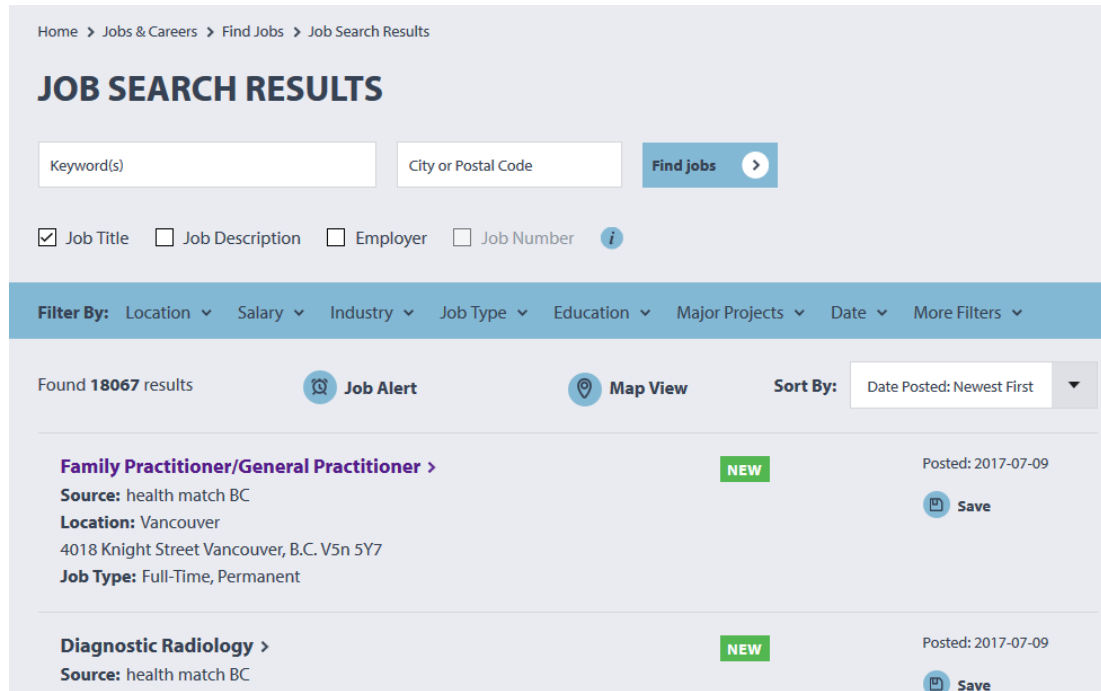 Home > Jobs & Careers > Find Jobs > Job Search Results
JOB SEARCH RESULTS
Keyword(s) City or Postal Code Find jobs >
Job Title Job Description Employer Job Number i
Filter By: Location Salary Industry Job Type Education Major Projects Date More Filters
Found 18067 results Job Alert Map View Sort By: Date Posted: Newest First
Family Practitioner/General Practitioner > NEW Posted: 2017-07-09
Source: health match BC
Save
Location: Vancouver
4018 Knight Street Vancouver, B.C. V5n 5Y7
Job Type: Full-Time, Permanent
Diagnostic Radiology > NEW Posted: 2017-07-09
Source: health match BC
Save